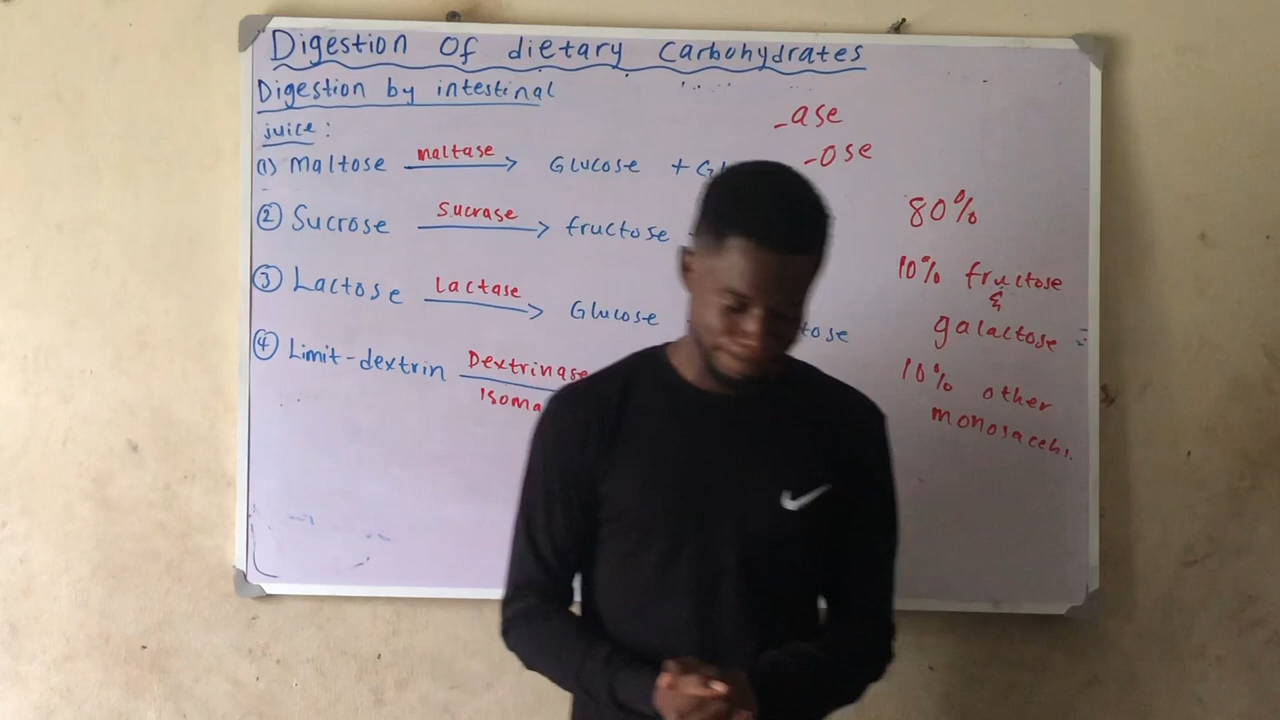 Digestion Of dietary Carbohydrates
Digestion by intestinal
juice :
(1) Maltose maltase Glucose +
② Sucrose sucrase fructose
③ Lactose lactase Glucose
④ Limit-dextrin Dextrinase
-ase
-ose
80%
10% fructose
&
galactose
10% other
monosacchs.